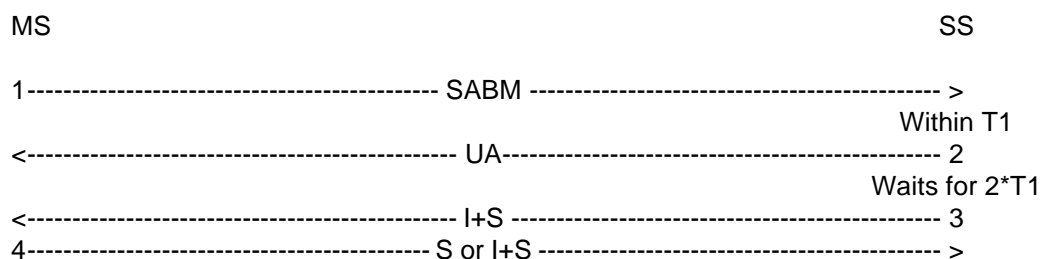 MS SS
1---------------------------------------------- SABM ---------------------------------------------- >
Within T1
<------------------------------------------------ UA------------------------------------------------- 2
Waits for 2*T1
<------------------------------------------------ I+S ------------------------------------------------ 3
4--------------------------------------------- S or I+S --------------------------------------------- >